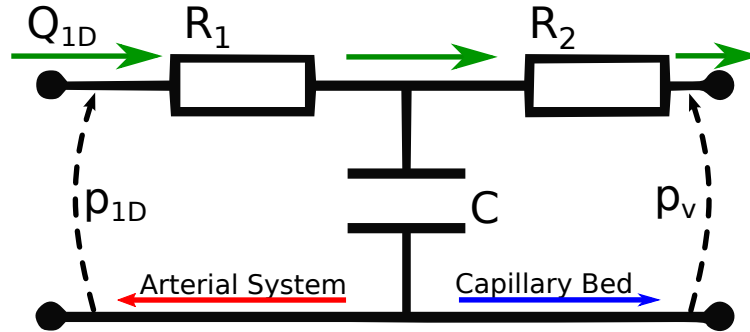 Q1D
R1
R2
p1D
C
pv
Arterial System
Capillary Bed